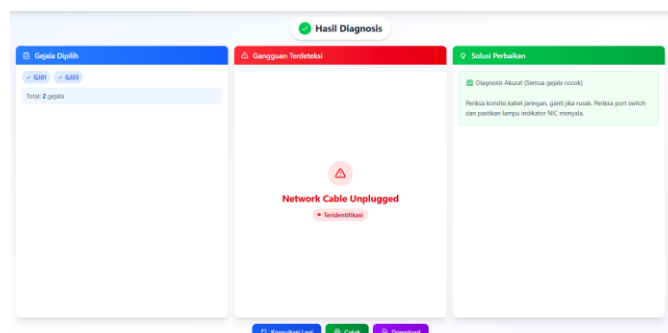 Hasil Diagnosis
Gejala Dipilih
GJ01 GJ03
Total: 2 gejala
Gangguan Terdeteksi
Network Cable Unplugged
Teridentifikasi
Solusi Perbaikan
Diagnosis Akurat (Semua gejala cocok)
Periksa kondisi kabel jaringan, ganti jika rusak. Periksa port switch
dan pastikan lampu indikator NIC menyala.
Konsultasi Lagi Cetak Download